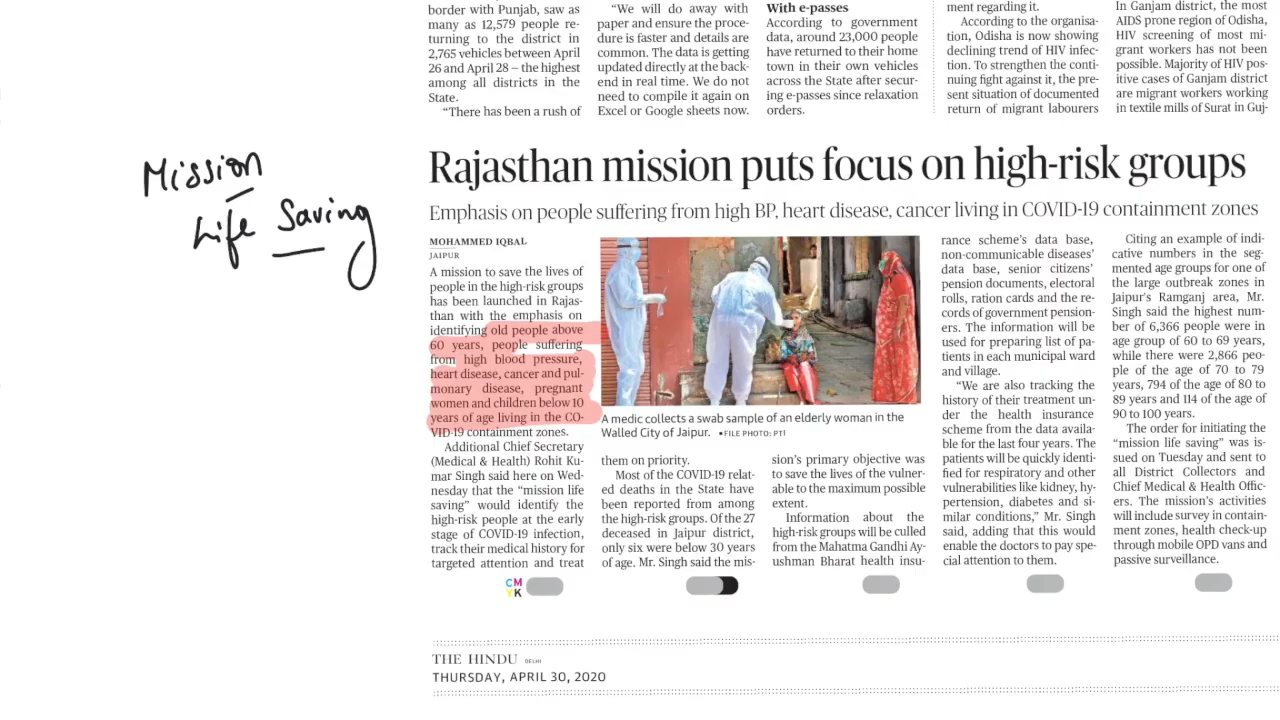 border with Punjab, saw as
many as 12,579 people re-
turning to the district in
2,765 vehicles between April
26 and April 28 – the highest
among all districts in the
State.
“There has been a rush of
“We will do away with
paper and ensure the proce-
dure is faster and details are
common. The data is getting
updated directly at the back-
end in real time. We do not
need to compile it again on
Excel or Google sheets now.
With e-passes
According to government
data, around 23,000 people
have returned to their home
town in their own vehicles
across the State after secur-
ing e-passes since relaxation
orders.
ment regarding it.
According to the organisa-
tion, Odisha is now showing
declining trend of HIV infec-
tion. To strengthen the conti-
nuing fight against it, the pre-
sent situation of documented
return of migrant labourers
In Ganjam district, the most
AIDS prone region of Odisha,
HIV screening of most mi-
grant workers has not been
possible. Majority of HIV pos-
itive cases of Ganjam district
are migrant workers working
in textile mills of Surat in Guj-
Mission
Life Saving
Rajasthan mission puts focus on high-risk groups
Emphasis on people suffering from high BP, heart disease, cancer living in COVID-19 containment zones
MOHAMMED IQBAL
JAIPUR
A mission to save the lives of
people in the high-risk groups
has been launched in Rajas-
than with the emphasis on
identifying old people above
60 years, people suffering
from high blood pressure,
heart disease, cancer and pul-
monary disease, pregnant
women and children below 10
years of age living in the CO-
VID-19 containment zones.
Additional Chief Secretary
(Medical & Health) Rohit Ku-
mar Singh said here on Wed-
nesday that the “mission life
saving” would identify the
high-risk people at the early
stage of COVID-19 infection,
track their medical history for
targeted attention and treat
A medic collects a swab sample of an elderly woman in the
Walled City of Jaipur. •FILE PHOTO: PTI
them on priority.
Most of the COVID-19 relat-
ed deaths in the State have
been reported from among
the high-risk groups. Of the 27
deceased in Jaipur district,
only six were below 30 years
of age. Mr. Singh said the mis-
sion’s primary objective was
to save the lives of the vulner-
able to the maximum possible
extent.
Information about the
high-risk groups will be culled
from the Mahatma Gandhi Ay-
ushman Bharat health insu-
rance scheme’s data base,
non-communicable diseases’
data base, senior citizens’
pension documents, electoral
rolls, ration cards and the re-
cords of government pension-
ers. The information will be
used for preparing list of pa-
tients in each municipal ward
and village.
“We are also tracking the
history of their treatment un-
der the health insurance
scheme from the data availa-
ble for the last four years. The
patients will be quickly identi-
fied for respiratory and other
vulnerabilities like kidney, hy-
pertension, diabetes and si-
milar conditions,” Mr. Singh
said, adding that this would
enable the doctors to pay spe-
cial attention to them.
Citing an example of indi-
cative numbers in the seg-
mented age groups for one of
the large outbreak zones in
Jaipur’s Ramganj area, Mr.
Singh said the highest num-
ber of 6,366 people were in
age group of 60 to 69 years,
while there were 2,866 peo-
ple of the age of 70 to 79
years, 794 of the age of 80 to
89 years and 114 of the age of
90 to 100 years.
The order for initiating the
“mission life saving” was is-
sued on Tuesday and sent to
all District Collectors and
Chief Medical & Health Offic-
ers. The mission’s activities
will include survey in contain-
ment zones, health check-up
through mobile OPD vans and
passive surveillance.
CM
YK
THE HINDU DELHI
THURSDAY, APRIL 30, 2020